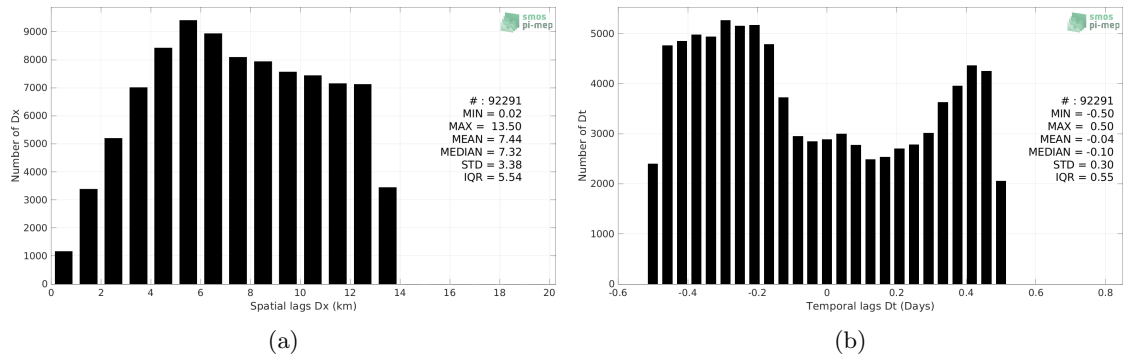 smos
pi-mep
9000
8000
7000
6000
5000
4000
3000
2000
1000
0
Number of Dx
# : 92291
MIN = 0.02
MAX = 13.50
MEAN = 7.44
MEDIAN = 7.32
STD = 3.38
IQR = 5.54
0 2 4 6 8 10 12 14 16 18 20
Spatial lags Dx (km)
(a)
smos
pi-mep
5000
4000
3000
2000
1000
0
Number of Dt
# : 92291
MIN = -0.50
MAX = 0.50
MEAN = -0.04
MEDIAN = -0.10
STD = 0.30
IQR = 0.55
-0.6 -0.4 -0.2 0 0.2 0.4 0.6 0.8
Temporal lags Dt (Days)
(b)